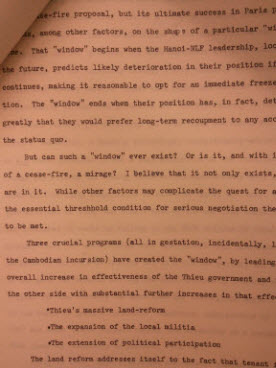 se-fire proposal, but its ultimate success in Paris
, among other factors, on the shape of a particular "wi
er. That "window" begins when the Hanoi-NLF leadership, loo
the future, predicts likely deterioration in their position if
continues, making it reasonable to opt for an immediate freeze
tion. The "window" ends when their position has, in fact, det
greatly that they would prefer long-term recoupment to any acc
the status quo.
But can such a "window" ever exist? Or is it, and with i
of a cease-fire, a mirage? I believe that it not only exists,
are in it. While other factors may complicate the quest for a
the essential threshhold condition for serious negotiation the
to be met.
Three crucial programs (all in gestation, incidentally, l
the Cambodian incursion) have created the "window", by leading
overall increase in effectiveness of the Thieu government and
the other side with substantial further increases in that effe
*Thieu's massive land-reform
*The expansion of the local militia
*The extension of political participation
The land reform addresses itself to the fact that tenant